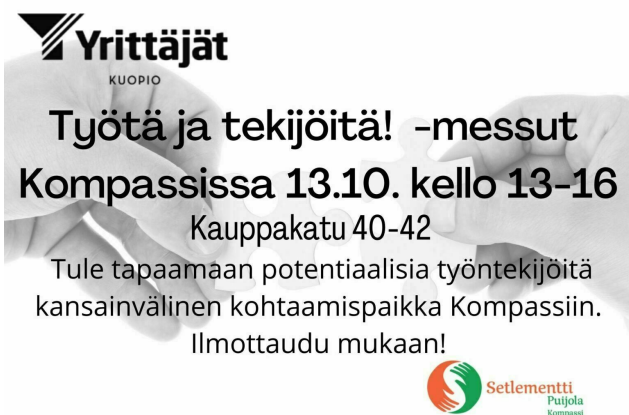 Yrittäjät
KUOPIO
Työtä ja tekijöitä! -messut
Kompassissa 13.10. kello 13-16
Kauppakatu 40-42
Tule tapaamaan potentiaalisia työntekijöitä
kansainvälinen kohtaamispaikka Kompassiin.
Ilmottaudu mukaan!
Setlementti
Puijola
Kompassi